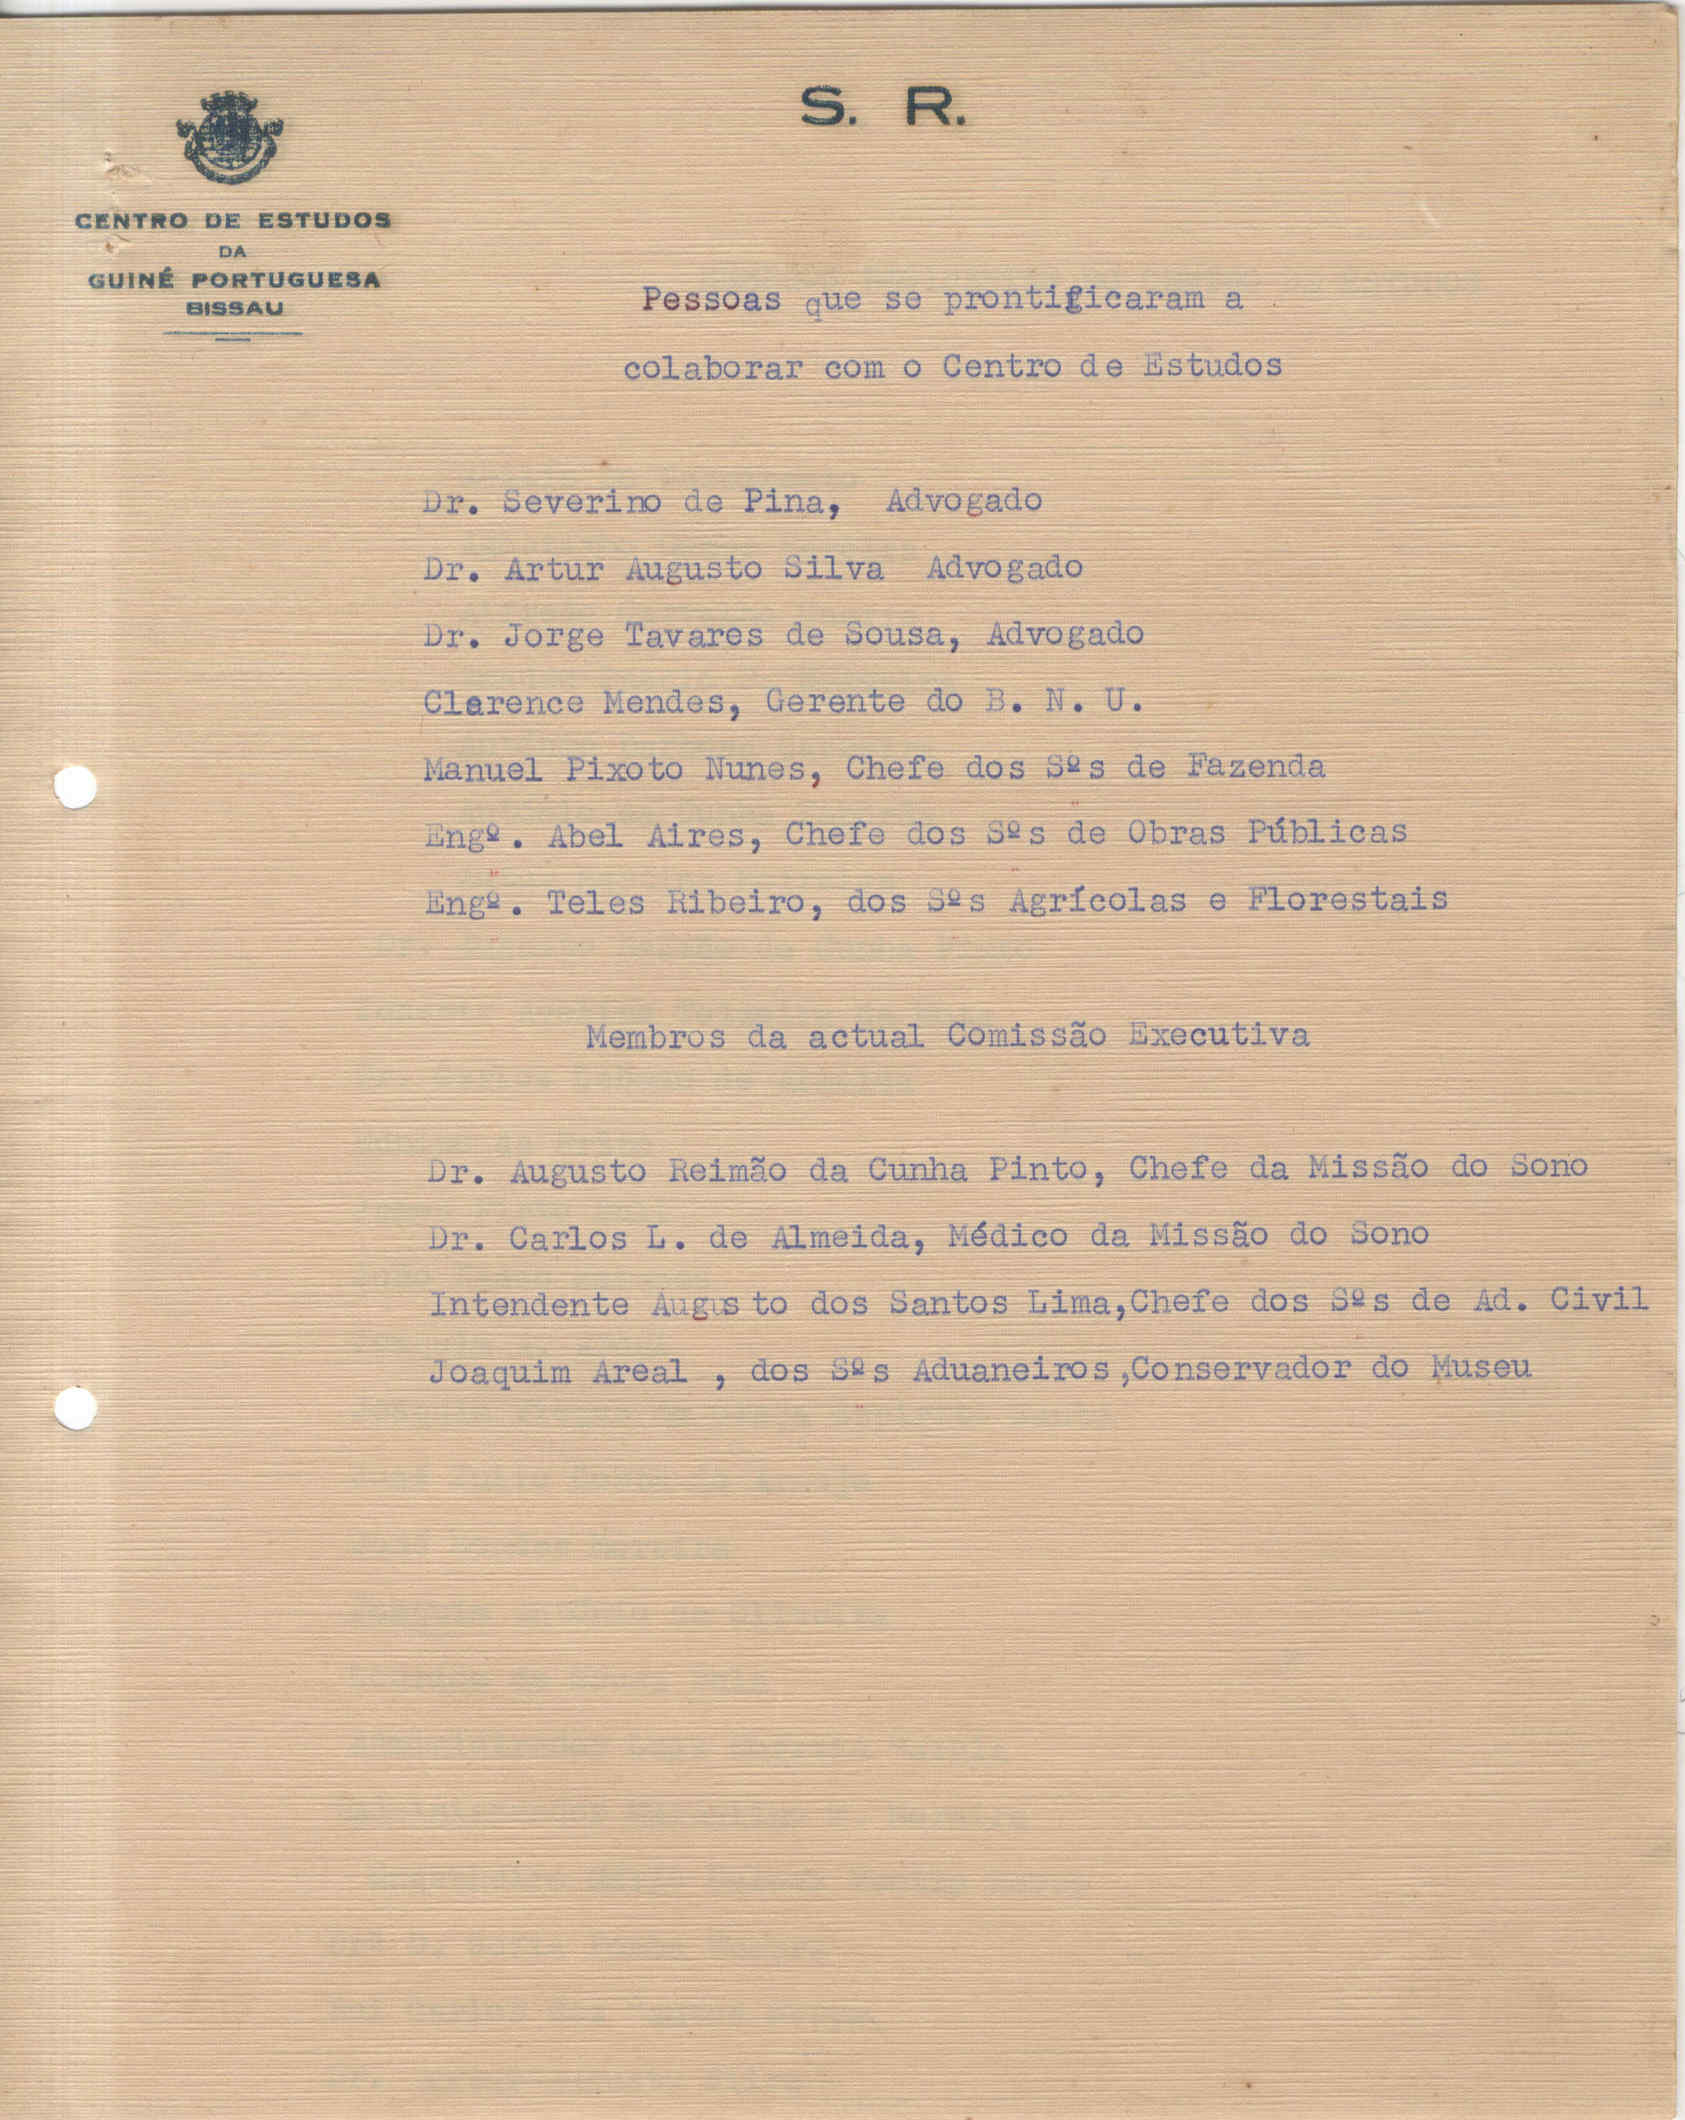 S. R.
CENTRO DE ESTUDOS
DA
GUINÉ PORTUGUESA
BISSAU
Pessoas que se prontificaram a
colaborar com o Centro de Estudos
Dr. Severino de Pina, Advogado
Dr. Artur Augusto Silva Advogado
Dr. Jorge Tavares de Sousa, Advogado
Clarence Mendes, Gerente do B. N. U.
Manuel Pixoto Nunes, Chefe dos Sºs de Fazenda
Engº. Abel Aires, Chefe dos Sºs de Obras Públicas
Engº. Teles Ribeiro, dos Sºs Agrícolas e Florestais
Membros da actual Comissão Executiva
Dr. Augusto Reimão da Cunha Pinto, Chefe da Missão do Sono
Dr. Carlos L. de Almeida, Médico da Missão do Sono
Intendente Augusto dos Santos Lima,Chefe dos Sºs de Ad. Civil
Joaquim Areal , dos Sºs Aduaneiros,Conservador do Museu